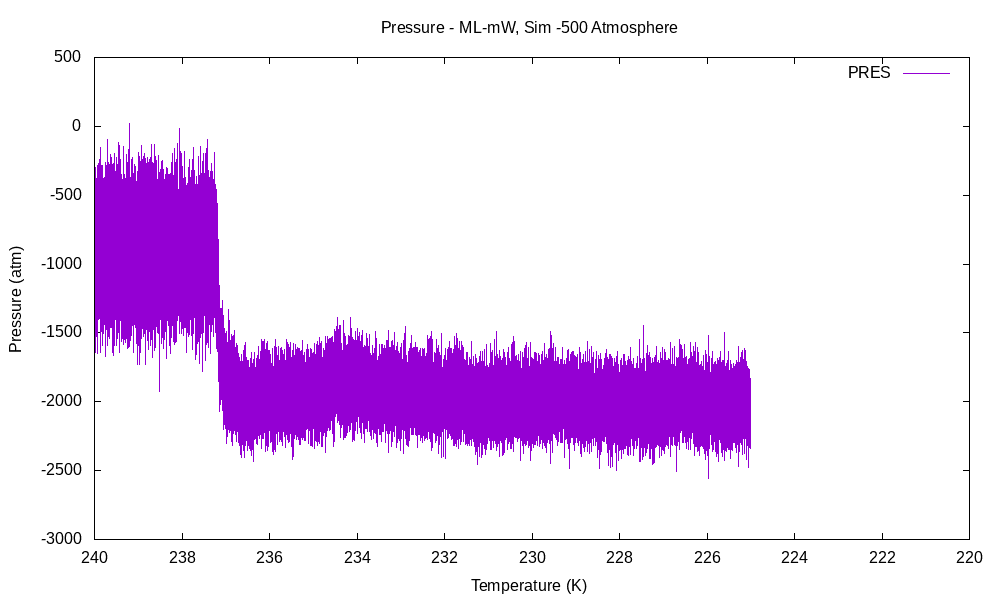 Pressure - ML-mW, Sim -500 Atmosphere
PRES
500
0
-500
-1000
-1500
-2000
-2500
-3000
Pressure (atm)
240 238 236 234 232 230 228 226 224 222 220
Temperature (K)